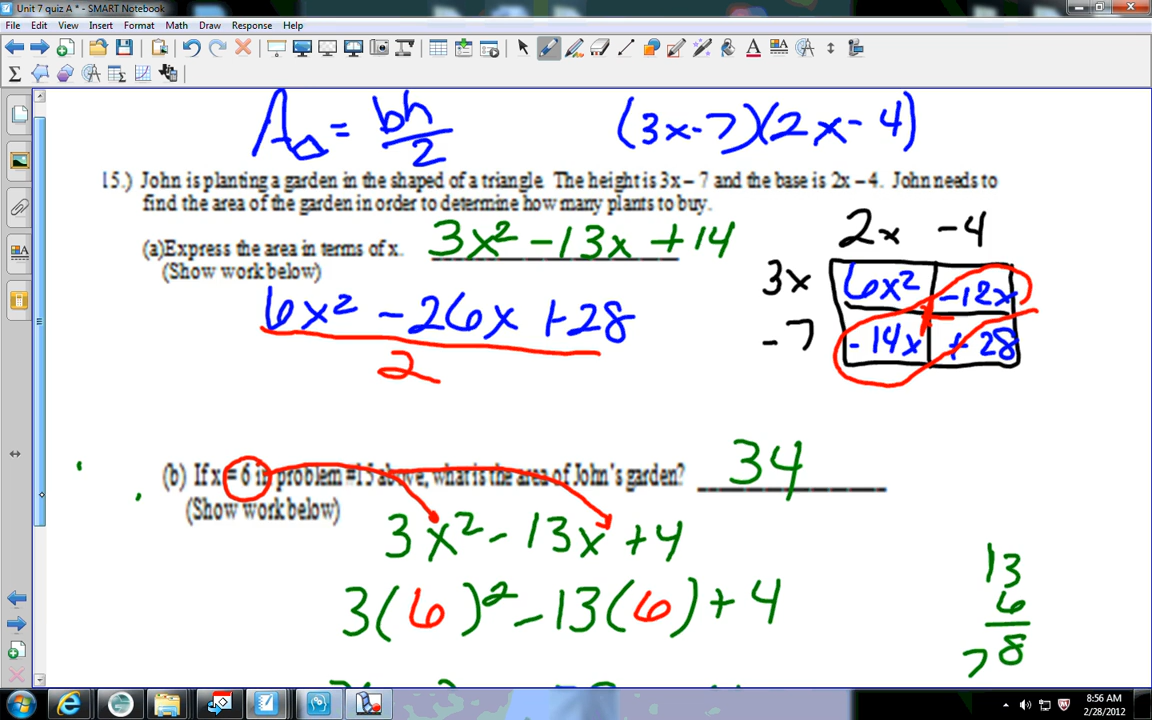 Unit 7 quiz A * - SMART Notebook
File Edit View Insert Format Math Draw Response Help
A△ = bh/2
(3x-7)(2x-4)
15.) John is planting a garden in the shaped of a triangle. The height is 3x – 7 and the base is 2x – 4. John needs to
find the area of the garden in order to determine how many plants to buy.
(a)Express the area in terms of x. 3x² -13x +14
(Show work below)
6x² - 26x +28
2
2x -4
3x 6x² -12x
-7 -14x +28
(b) If x = 6 in problem #15 above, what is the area of John's garden? 34
(Show work below)
3x² - 13x +4
3(6)² -13(6) + 4
13
6
78
8:56 AM
2/28/2012